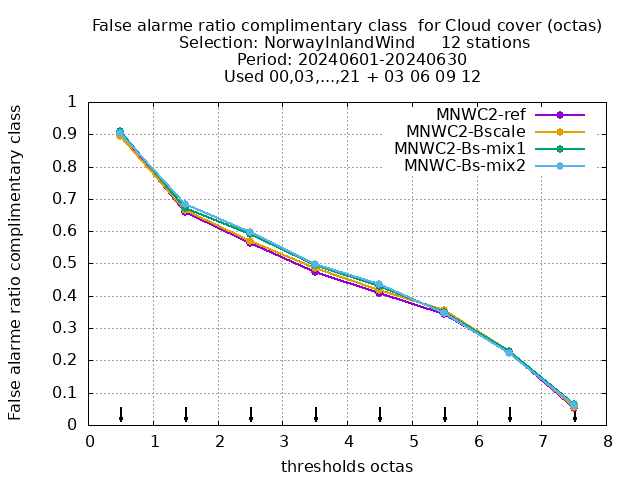 False alarme ratio complimentary class  for Cloud cover (octas)
Selection: NorwayInlandWind     12 stations
Period: 20240601-20240630
Used 00,03,...,21 + 03 06 09 12
False alarme ratio complimentary class
1
0.9
0.8
0.7
0.6
0.5
0.4
0.3
0.2
0.1
0
MNWC2-ref
MNWC2-Bscale
MNWC2-Bs-mix1
MNWC-Bs-mix2
0 1 2 3 4 5 6 7 8
thresholds octas